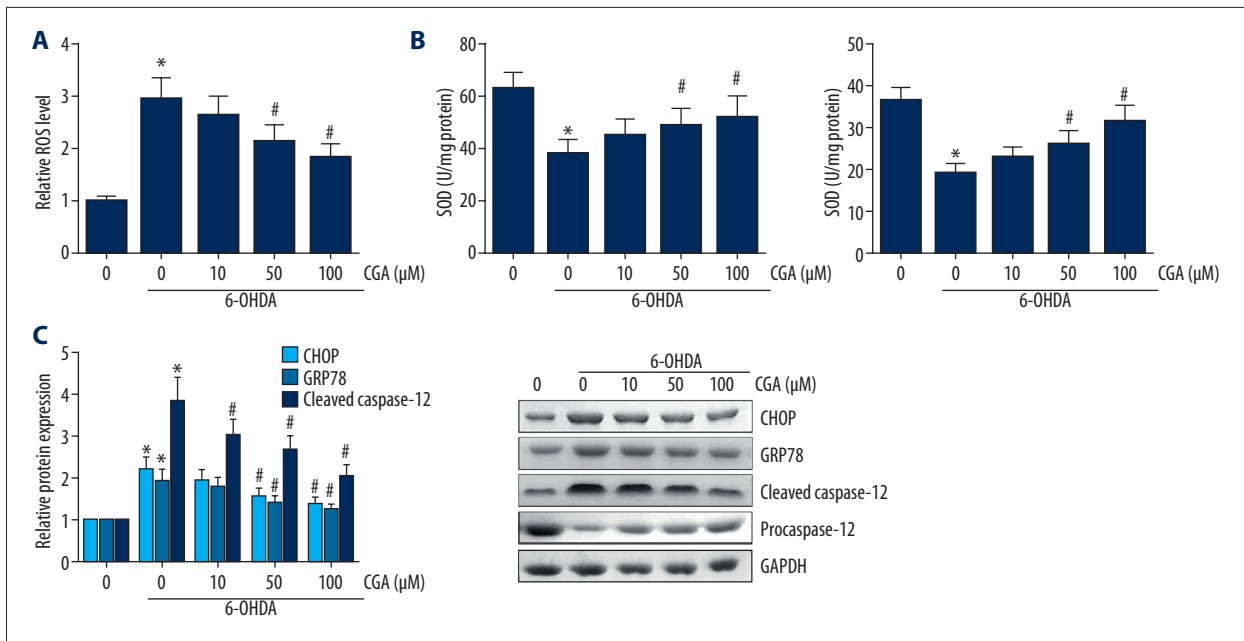 A
Relative ROS level
4
3
2
1
0
*
#
#
0 0 10 50 100 CGA (μM)
6-OHDA
B
SOD (U/mg protein)
80
60
40
20
0
*
#
#
0 0 10 50 100 CGA (μM)
6-OHDA
SOD (U/mg protein)
50
40
30
20
10
0
*
#
#
0 0 10 50 100 CGA (μM)
6-OHDA
C
Relative protein expression
5
4
3
2
1
0
CHOP
GRP78
Cleaved caspase-12
* * *
#
# # #
# # #
0 0 10 50 100 CGA (μM)
6-OHDA
6-OHDA
0 0 10 50 100 CGA (μM)
CHOP
GRP78
Cleaved caspase-12
Procaspase-12
GAPDH